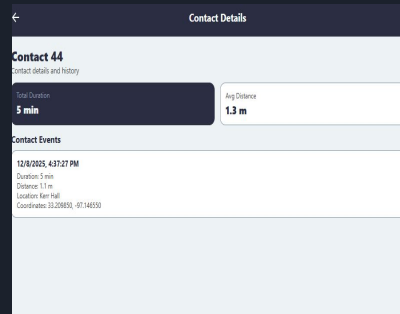 Contact Details
Contact 44
Contact details and history
Total Duration
5 min
Avg Distance
1.3 m
Contact Events
12/8/2025, 4:37:27 PM
Duration: 5 min
Distance: 1.1 m
Location: Kerr Hall
Coordinates: 33.209850, -97.148550